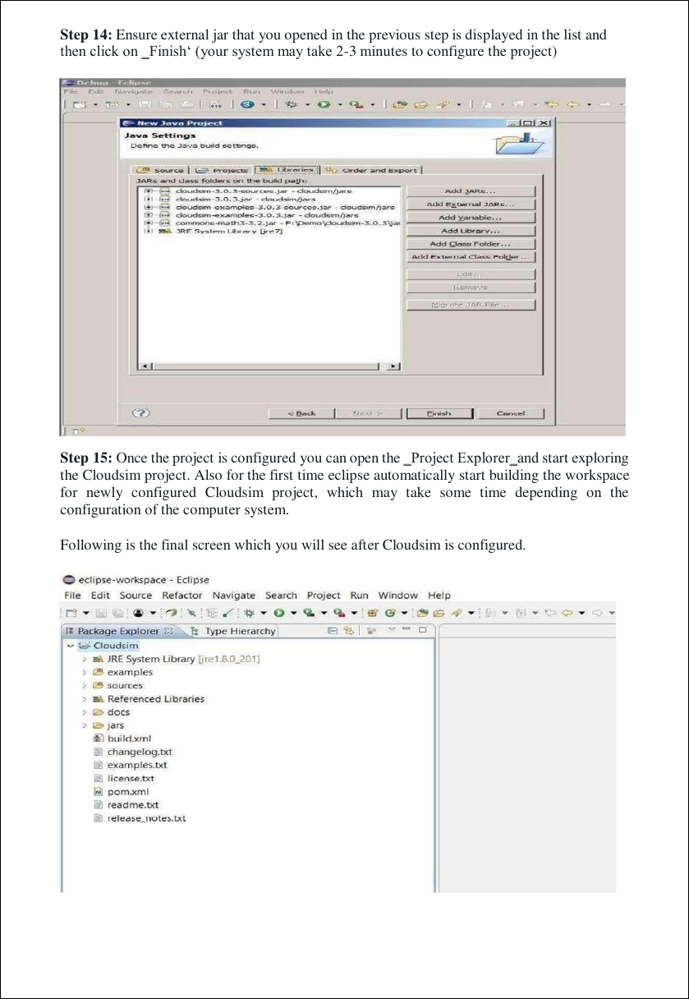 Step 14: Ensure external jar that you opened in the previous step is displayed in the list and
then click on _Finish‘ (your system may take 2-3 minutes to configure the project)
Debug - Eclipse
File Edit Navigate Search Project Run Window Help
New Java Project
Java Settings
Define the Java build settings.
Source Projects Libraries Order and Export
JARs and class folders on the build path:
cloudsim-3.0.3-sources.jar - cloudsim/jars
cloudsim-3.0.3.jar - cloudsim/jars
cloudsim-examples-3.0.3-sources.jar - cloudsim/jars
cloudsim-examples-3.0.3.jar - cloudsim/jars
commons-math3-3.2.jar - F:\Demo\cloudsim-3.0.3\jar
JRE System Library [jre7]
Add JARs...
Add External JARs...
Add Variable...
Add Library...
Add Class Folder...
Add External Class Folder...
Edit...
Remove
Migrate JAR File...
< Back Next > Finish Cancel
Step 15: Once the project is configured you can open the _Project Explorer_and start exploring
the Cloudsim project. Also for the first time eclipse automatically start building the workspace
for newly configured Cloudsim project, which may take some time depending on the
configuration of the computer system.
Following is the final screen which you will see after Cloudsim is configured.
eclipse-workspace - Eclipse
File Edit Source Refactor Navigate Search Project Run Window Help
Package Explorer Type Hierarchy
Cloudsim
JRE System Library [jre1.8.0_201]
examples
sources
Referenced Libraries
docs
jars
build.xml
changelog.txt
examples.txt
license.txt
pom.xml
readme.txt
release_notes.txt